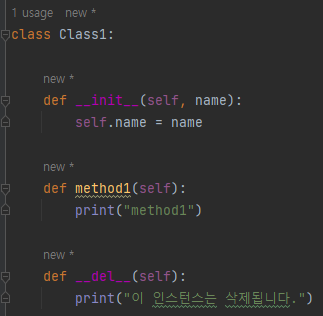 1 usage new *
class Class1:
new *
def __init__(self, name):
self.name = name
new *
def method1(self):
print("method1")
new *
def __del__(self):
print("이 인스턴스는 삭제됩니다.")